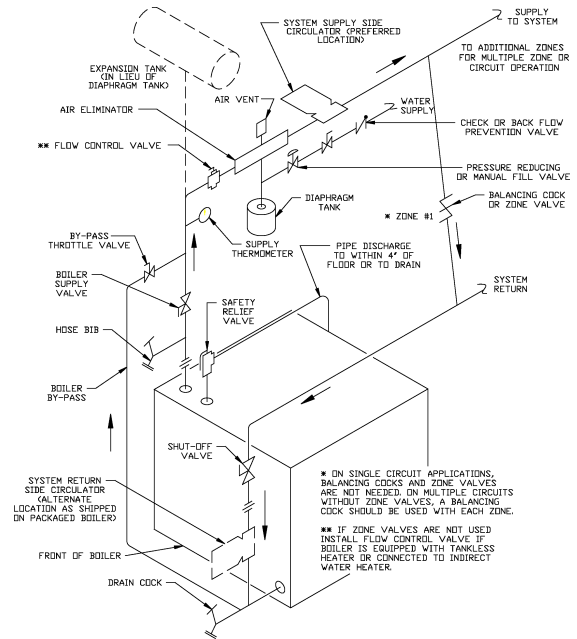 SUPPLY
TO SYSTEM
SYSTEM SUPPLY SIDE
CIRCULATOR (PREFERRED
LOCATION)
TO ADDITIONAL ZONES
FOR MULTIPLE ZONE OR
CIRCUIT OPERATION
EXPANSION TANK
(IN LIEU OF
DIAPHRAGM TANK)
AIR VENT
WATER
SUPPLY
AIR ELIMINATOR
CHECK OR BACK FLOW
PREVENTION VALVE
** FLOW CONTROL VALVE
PRESSURE REDUCING
OR MANUAL FILL VALVE
DIAPHRAGM
TANK
BALANCING COCK
OR ZONE VALVE
* ZONE #1
BY-PASS
THROTTLE VALVE
SUPPLY
THERMOMETER
PIPE DISCHARGE
TO WITHIN 4" OF
FLOOR OR TO DRAIN
BOILER
SUPPLY
VALVE
SYSTEM
RETURN
SAFETY
RELIEF
VALVE
HOSE BIB
BOILER
BY-PASS
SHUT-OFF
VALVE
* ON SINGLE CIRCUIT APPLICATIONS,
BALANCING COCKS AND ZONE VALVES
ARE NOT NEEDED. ON MULTIPLE CIRCUITS
WITHOUT ZONE VALVES, A BALANCING
COCK SHOULD BE USED WITH EACH ZONE.
SYSTEM RETURN
SIDE CIRCULATOR
(ALTERNATE
LOCATION AS SHIPPED
ON PACKAGED BOILER)
** IF ZONE VALVES ARE NOT USED
INSTALL FLOW CONTROL VALVE IF
BOILER IS EQUIPPED WITH TANKLESS
HEATER OR CONNECTED TO INDIRECT
WATER HEATER.
FRONT OF BOILER
DRAIN COCK